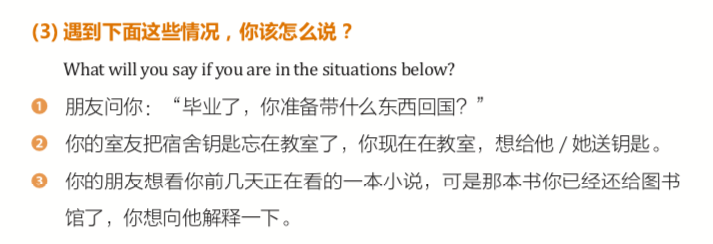 (3) 遇到下面这些情况，你该怎么说？
What will you say if you are in the situations below?
1 朋友问你：“毕业了，你准备带什么东西回国？”
2 你的室友把宿舍钥匙忘在教室了，你现在在教室，想给他 / 她送钥匙。
3 你的朋友想看你前几天正在看的一本小说，可是那本书你已经还给图书
馆了，你想向他解释一下。